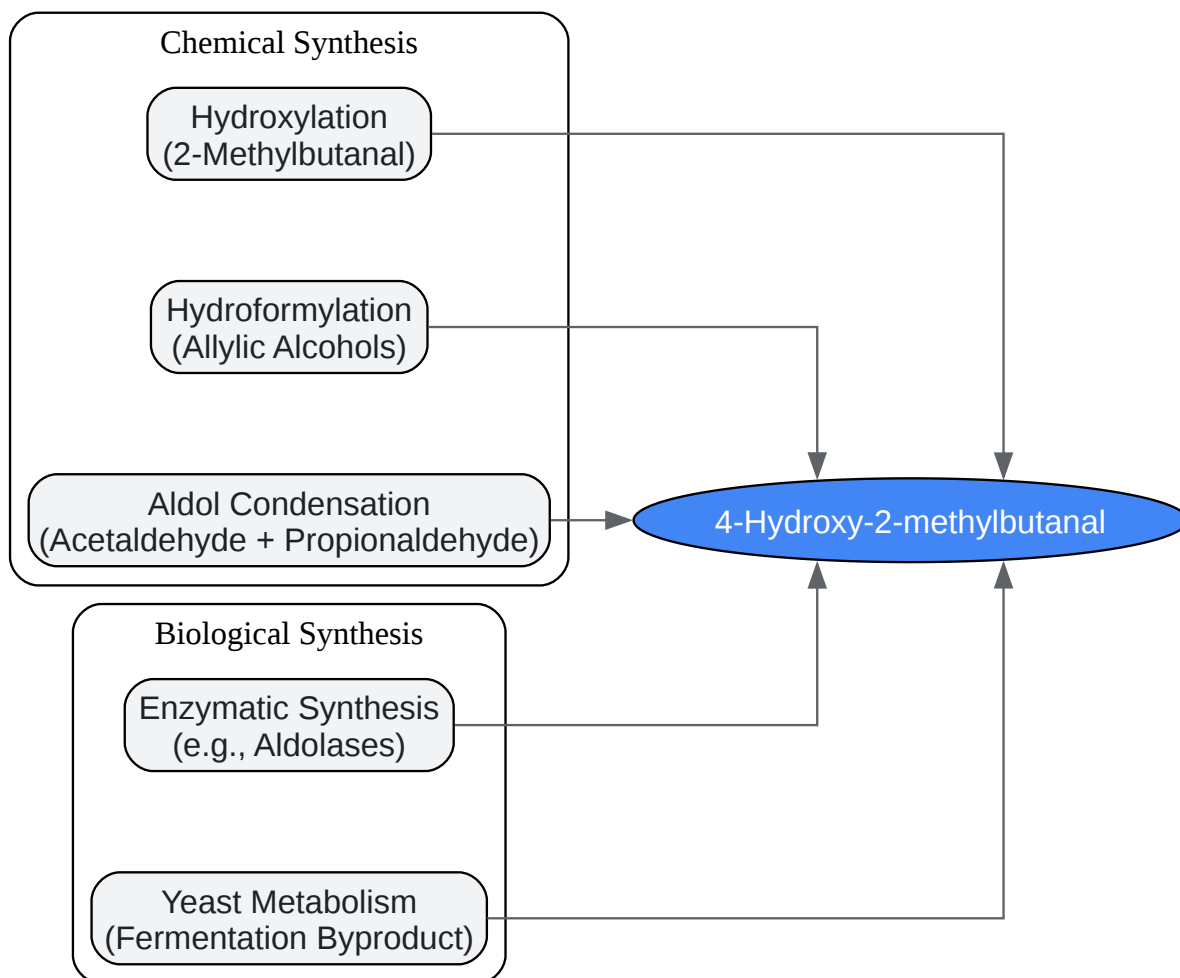 Chemical Synthesis
Hydroxylation
(2-Methylbutanal)
Hydroformylation
(Allylic Alcohols)
Aldol Condensation
(Acetaldehyde + Propionaldehyde)
4-Hydroxy-2-methylbutanal
Biological Synthesis
Enzymatic Synthesis
(e.g., Aldolases)
Yeast Metabolism
(Fermentation Byproduct)